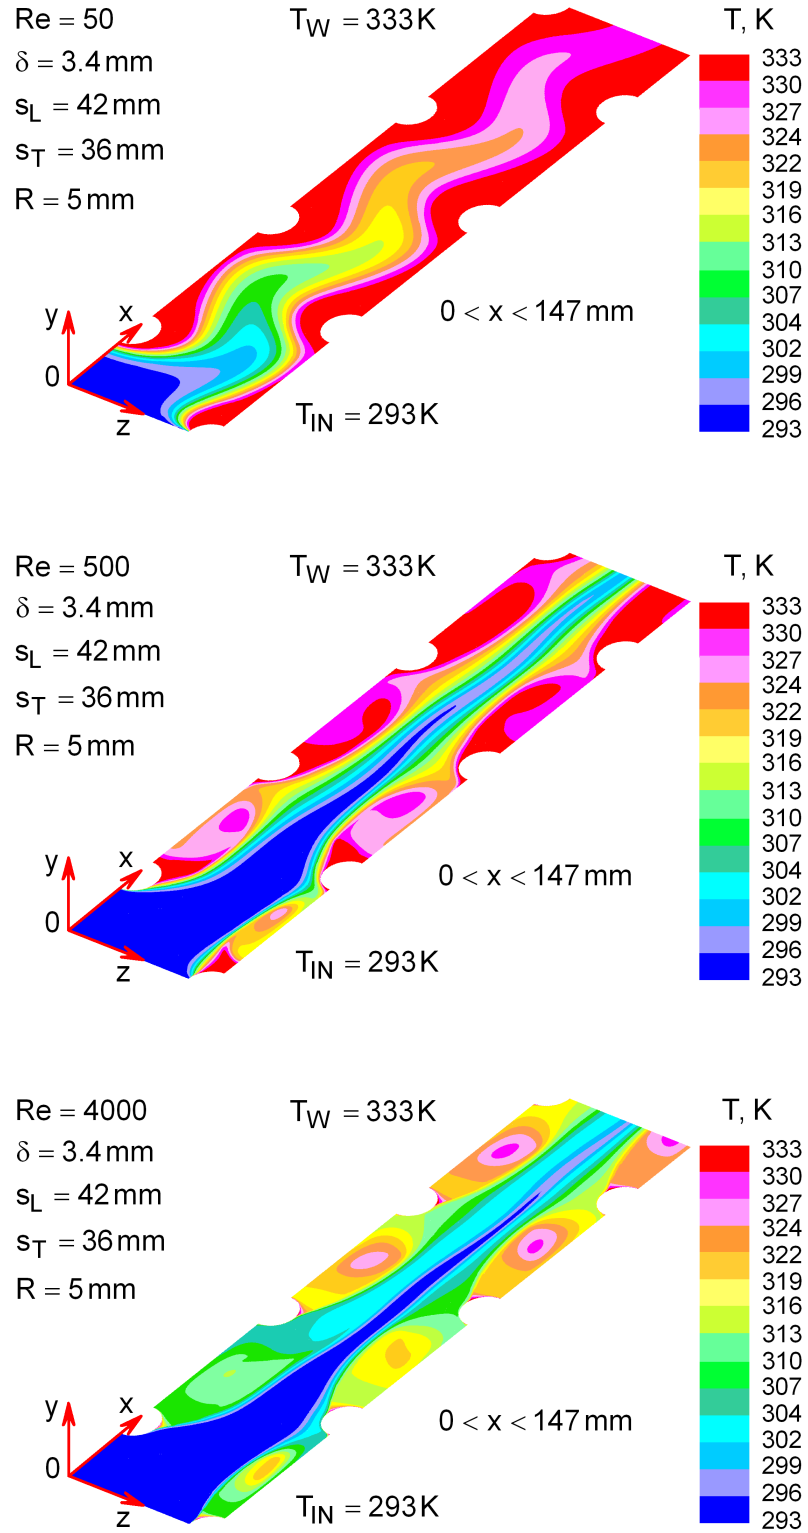 Re = 50 T_W = 333 K T, K
δ = 3.4 mm
s_L = 42 mm
s_T = 36 mm
R = 5 mm
333
330
327
324
322
319
316
313
310
307
304
302
299
296
293
y
x
0
z
0 < x < 147 mm
T_IN = 293 K
Re = 500 T_W = 333 K T, K
δ = 3.4 mm
s_L = 42 mm
s_T = 36 mm
R = 5 mm
333
330
327
324
322
319
316
313
310
307
304
302
299
296
293
y
x
0
z
0 < x < 147 mm
T_IN = 293 K
Re = 4000 T_W = 333 K T, K
δ = 3.4 mm
s_L = 42 mm
s_T = 36 mm
R = 5 mm
333
330
327
324
322
319
316
313
310
307
304
302
299
296
293
y
x
0
z
0 < x < 147 mm
T_IN = 293 K